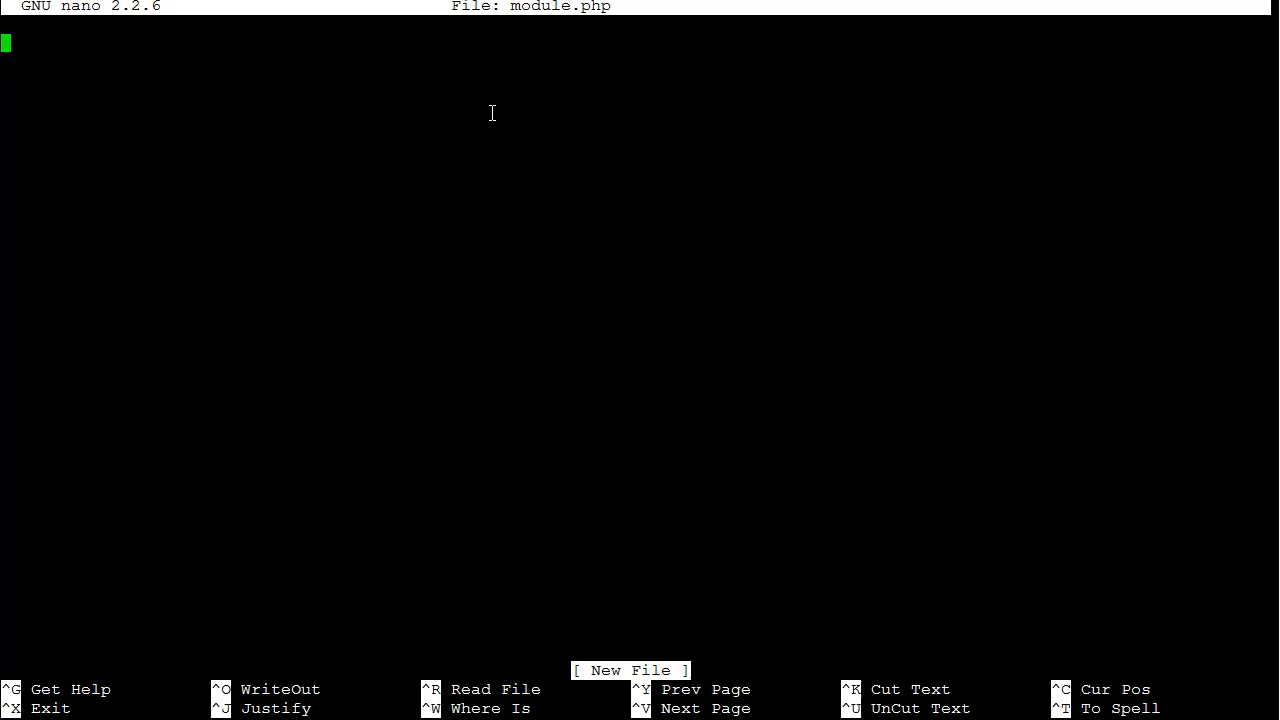 GNU nano 2.2.6 File: module.php
[ New File ]
^G Get Help ^O WriteOut ^R Read File ^Y Prev Page ^K Cut Text ^C Cur Pos
^X Exit ^J Justify ^W Where Is ^V Next Page ^U UnCut Text ^T To Spell